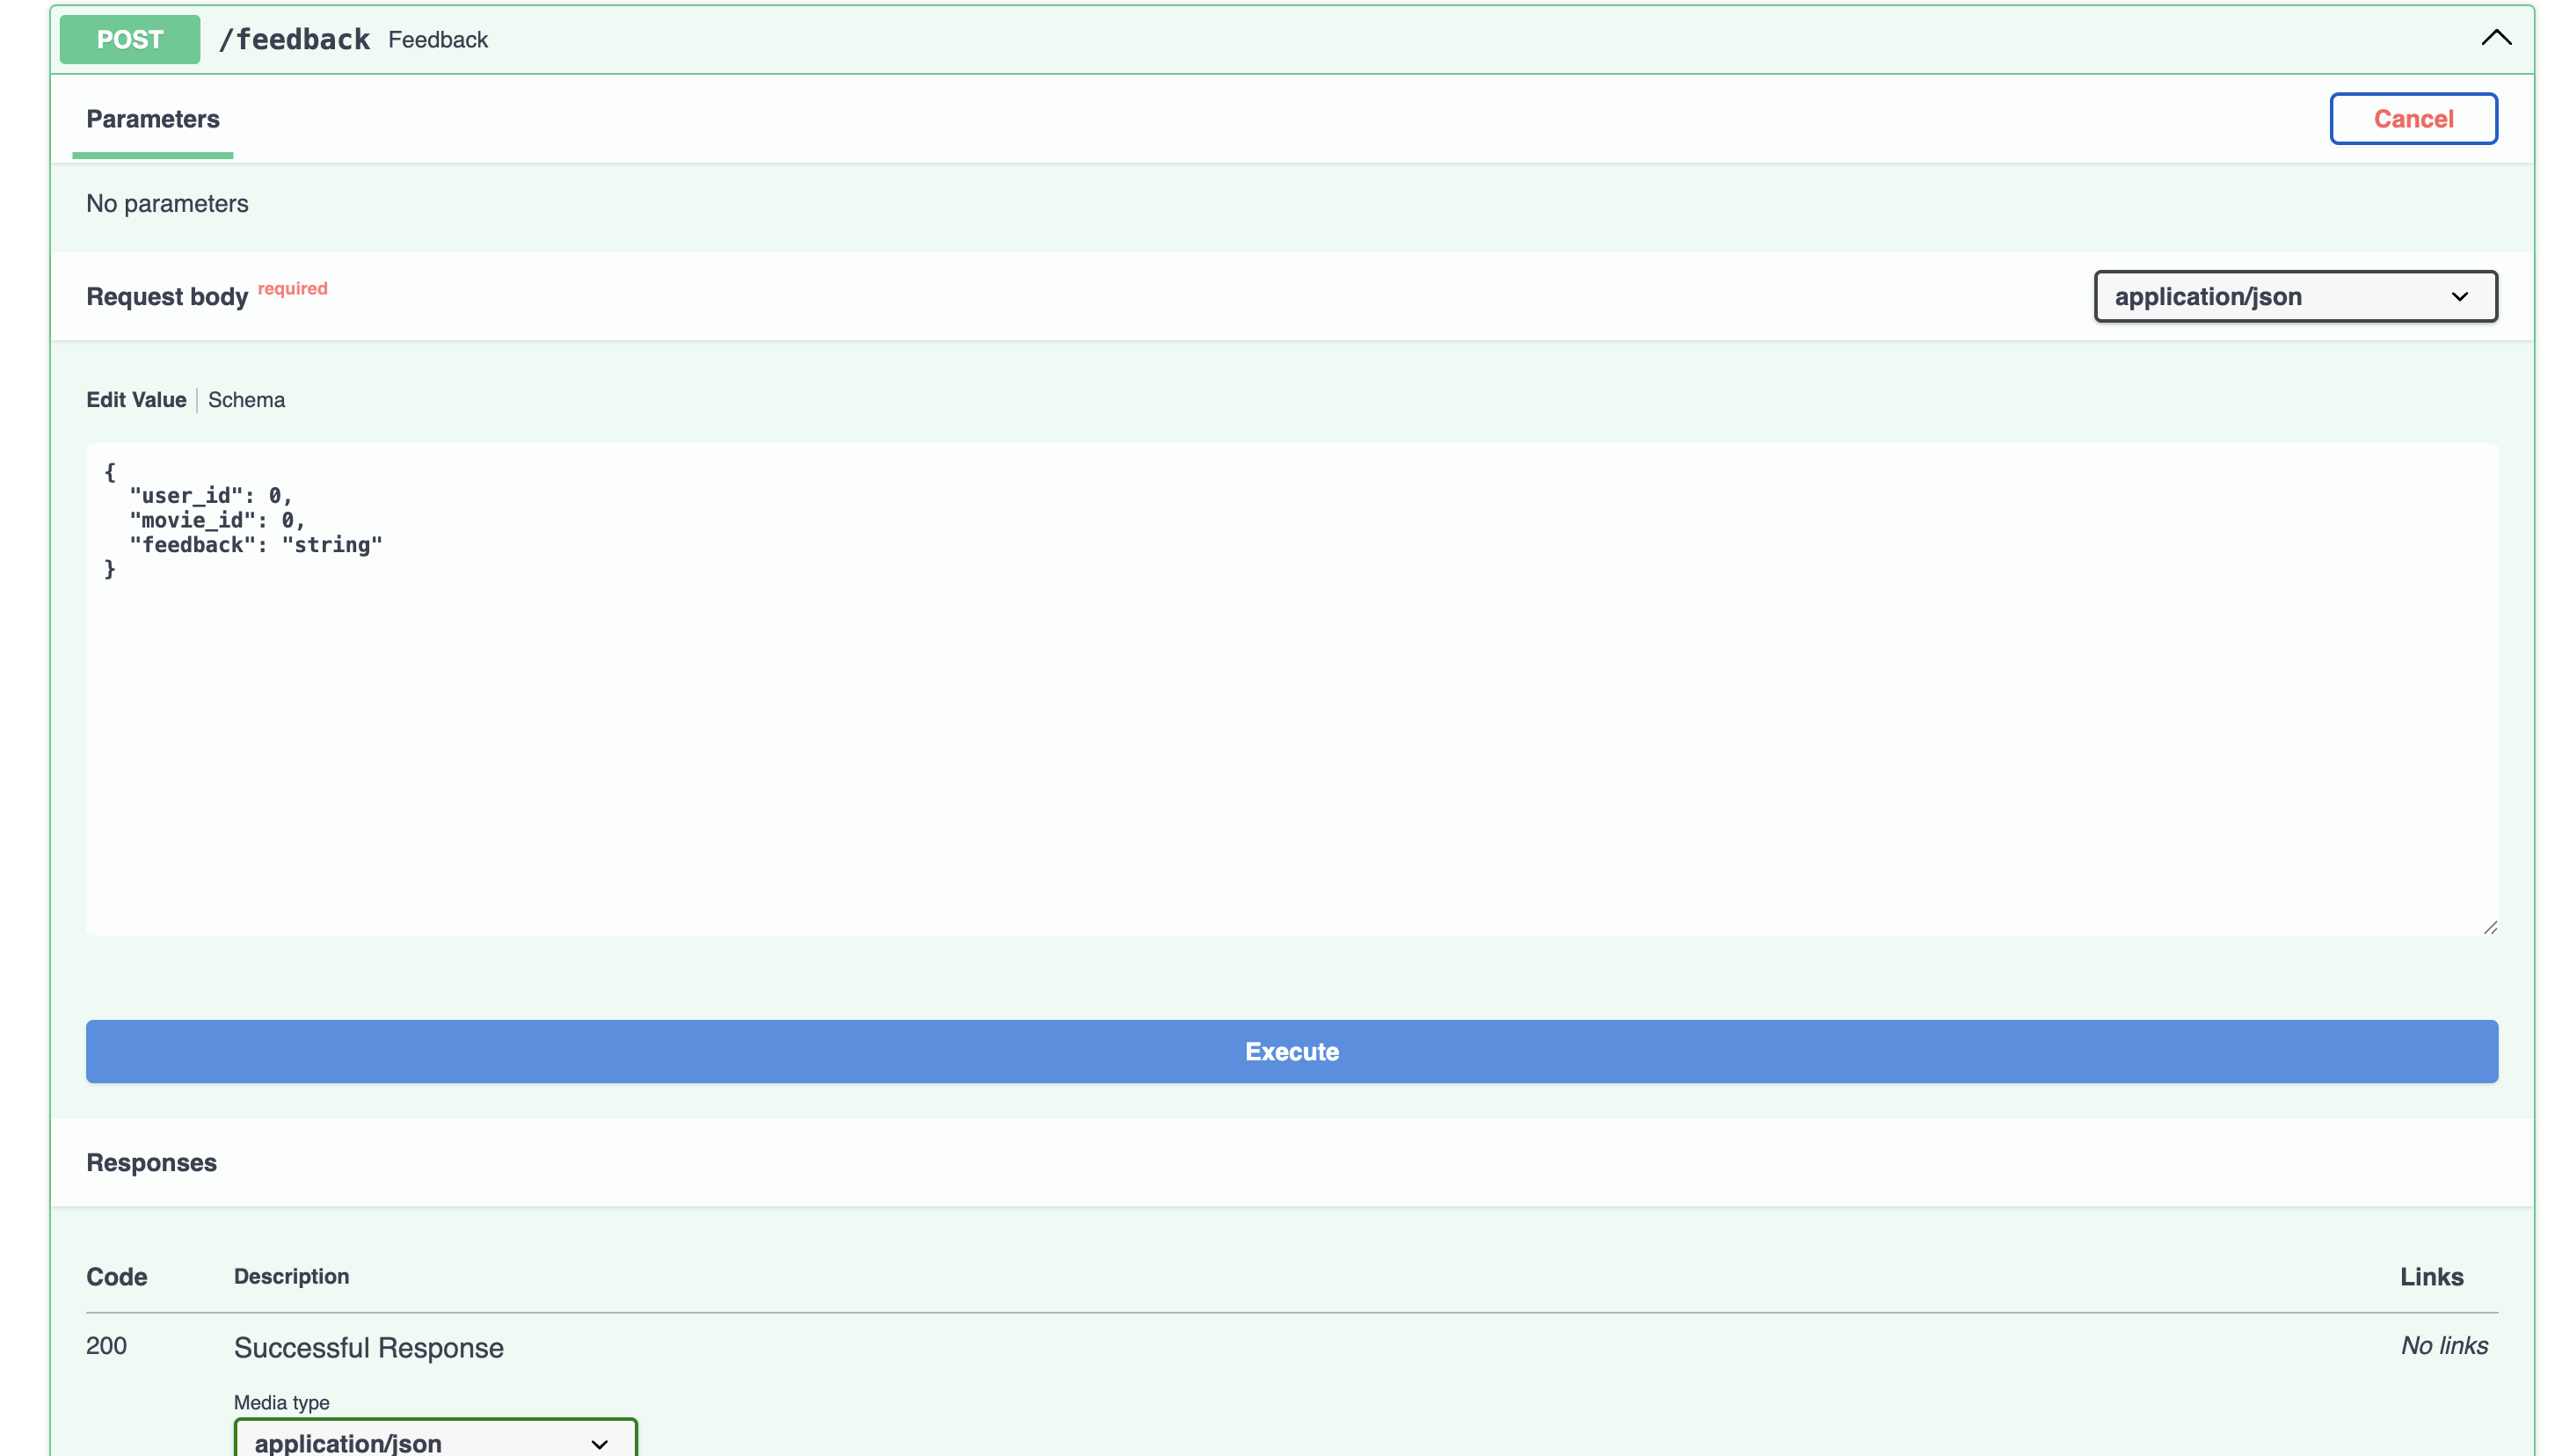 POST /feedback Feedback
Parameters
Cancel
No parameters
Request body required
application/json
Edit Value Schema
{
  "user_id": 0,
  "movie_id": 0,
  "feedback": "string"
}
Execute
Responses
Code Description Links
200 Successful Response No links
Media type
application/json